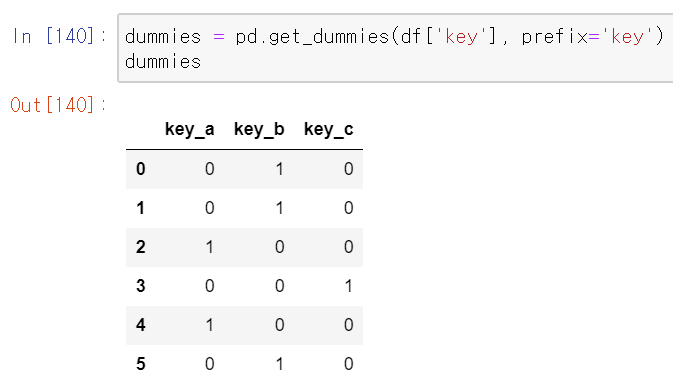 In [140]: dummies = pd.get_dummies(df['key'], prefix='key')
dummies
Out[140]:
key_a key_b key_c
0 0 1 0
1 0 1 0
2 1 0 0
3 0 0 1
4 1 0 0
5 0 1 0